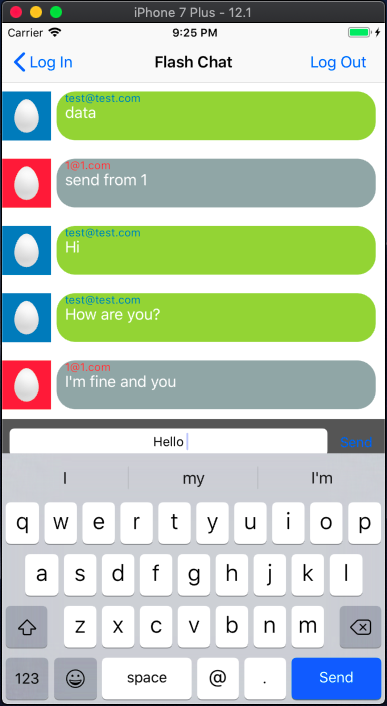 iPhone 7 Plus - 12.1
Carrier 9:25 PM
Log In Flash Chat Log Out
test@test.com
data
1@1.com
send from 1
test@test.com
Hi
test@test.com
How are you?
1@1.com
I'm fine and you
Hello Send
I my I'm
q w e r t y u i o p
a s d f g h j k l
z x c v b n m
123 space @ . Send